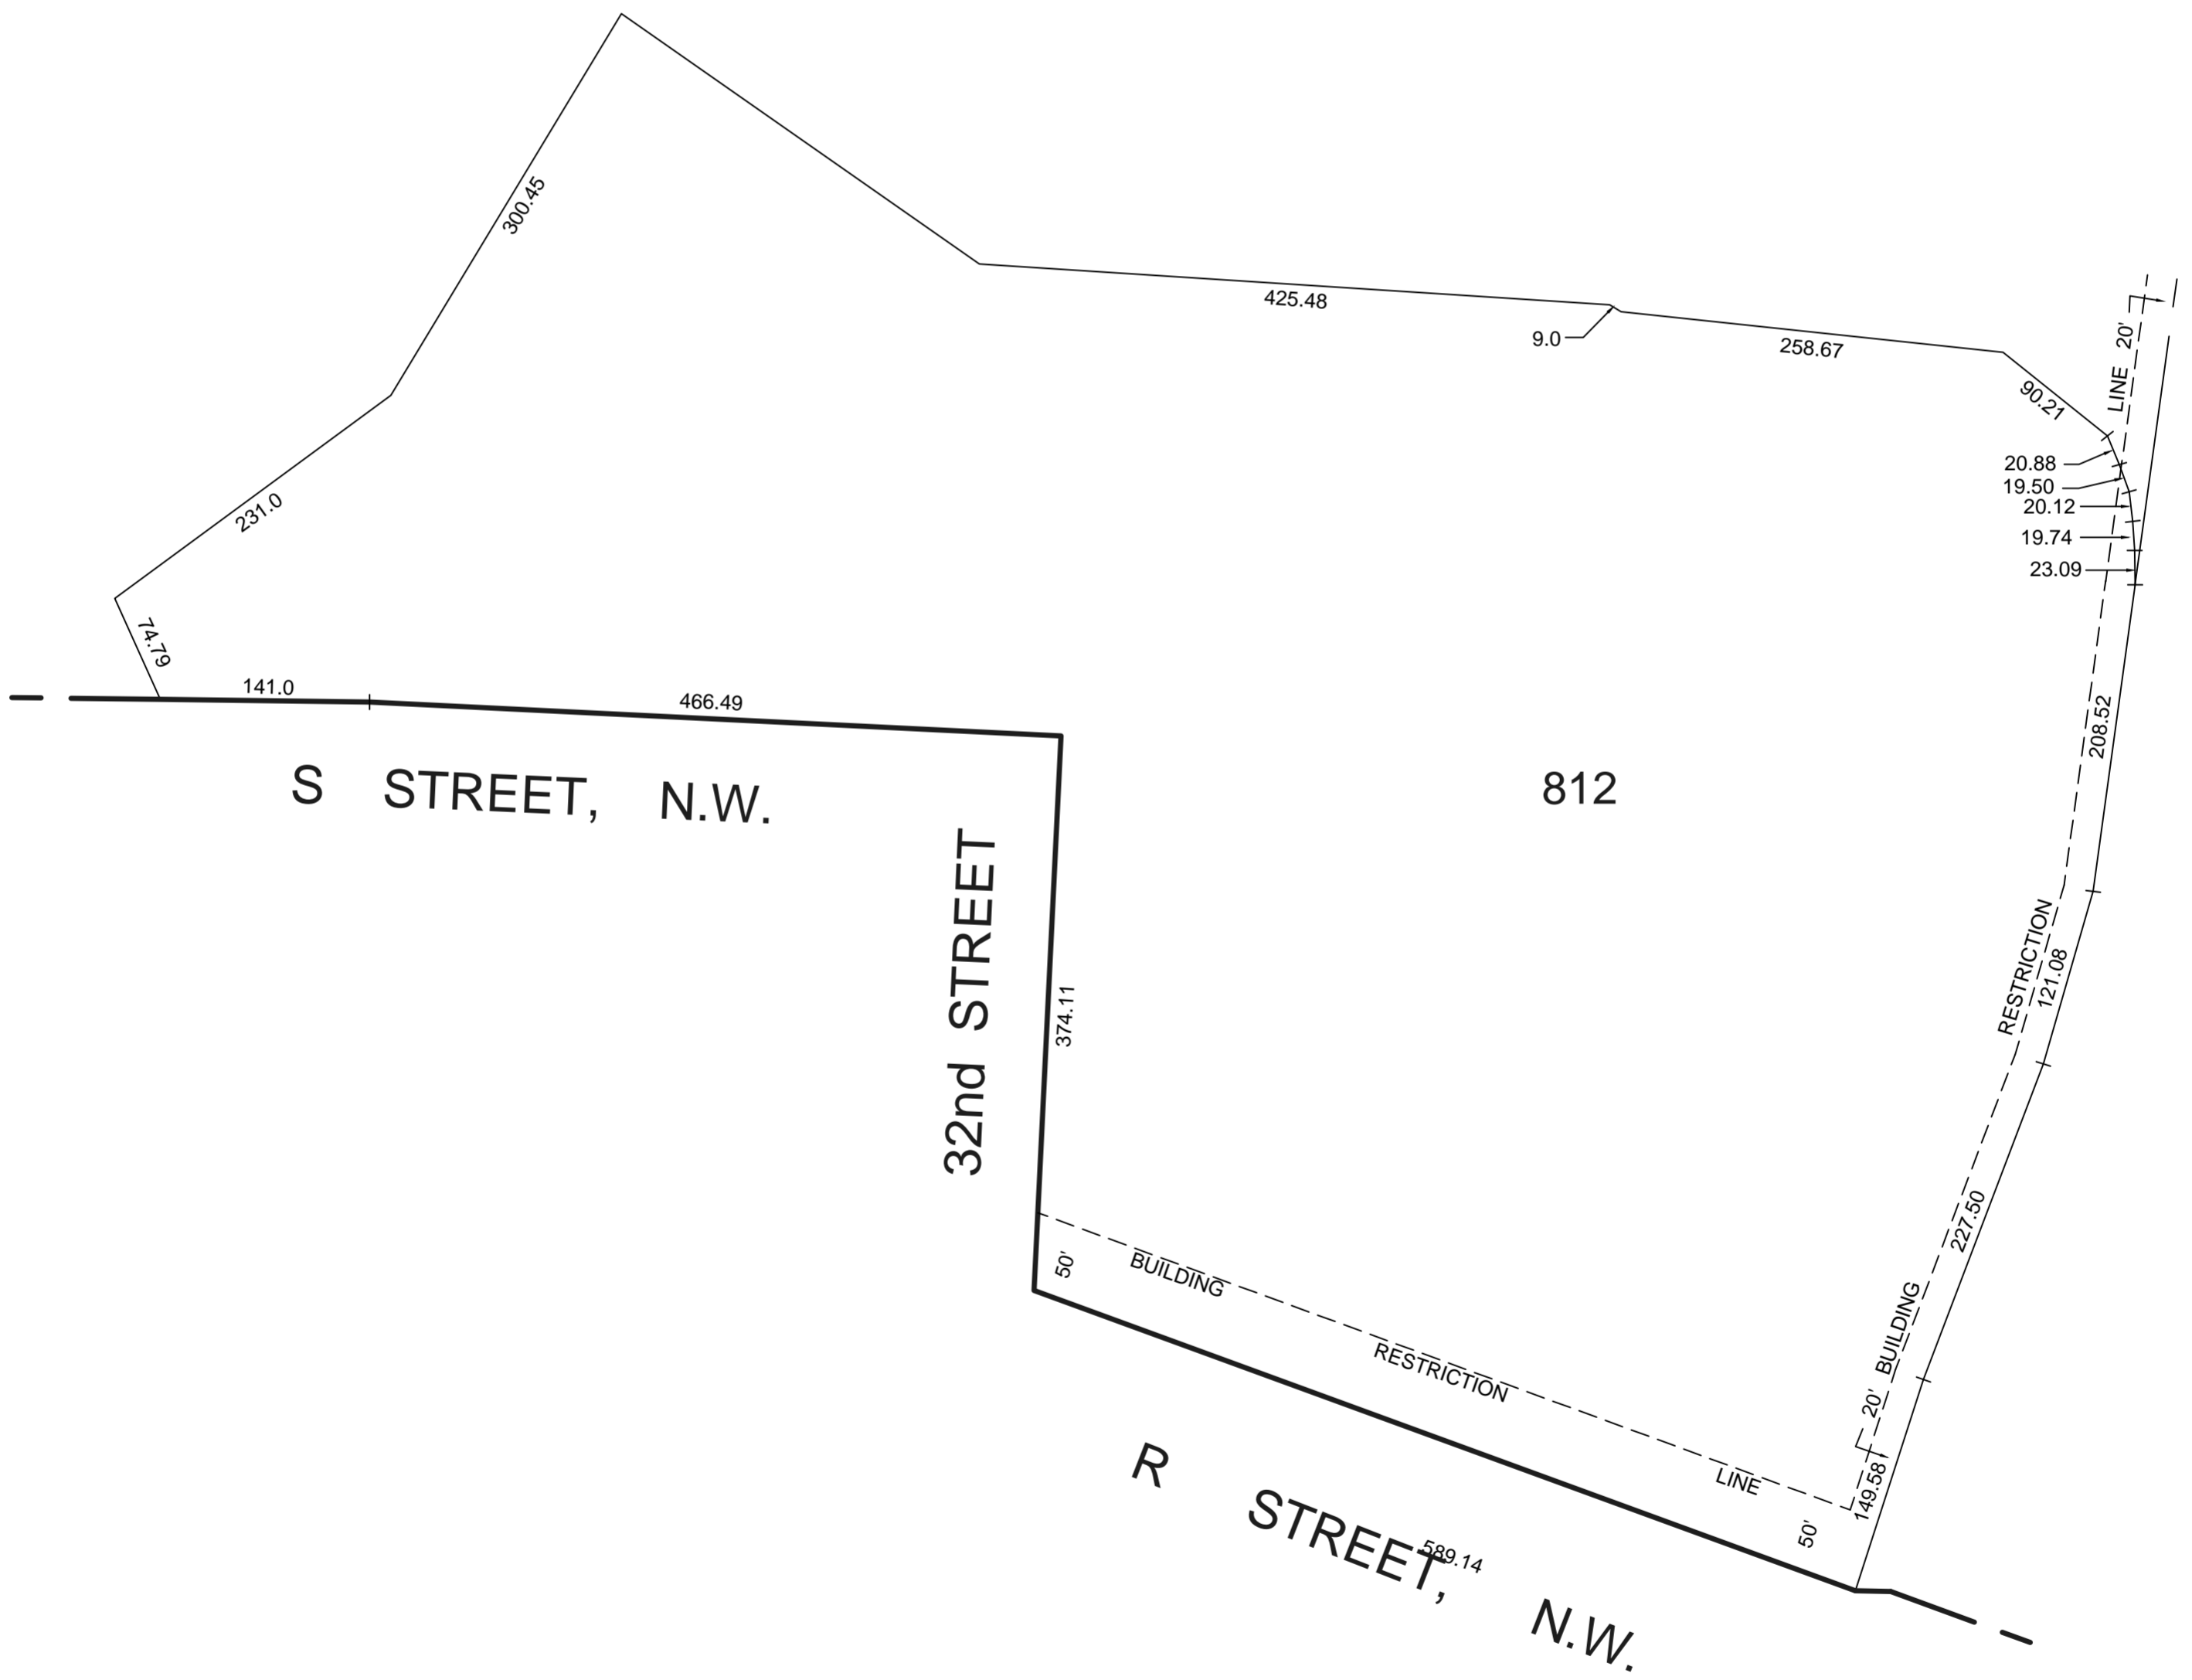 300.45
425.48
9.0
258.67
LINE 20'
90.21
20.88
19.50
20.12
19.74
23.09
231.0
74.79
141.0
466.49
208.52
S STREET, N.W.
812
32nd STREET
374.11
RESTRICTION
121.08
227.50
50'
BUILDING
RESTRICTION
LINE
20' BUILDING
149.58
50'
R STREET, N.W.
589.14